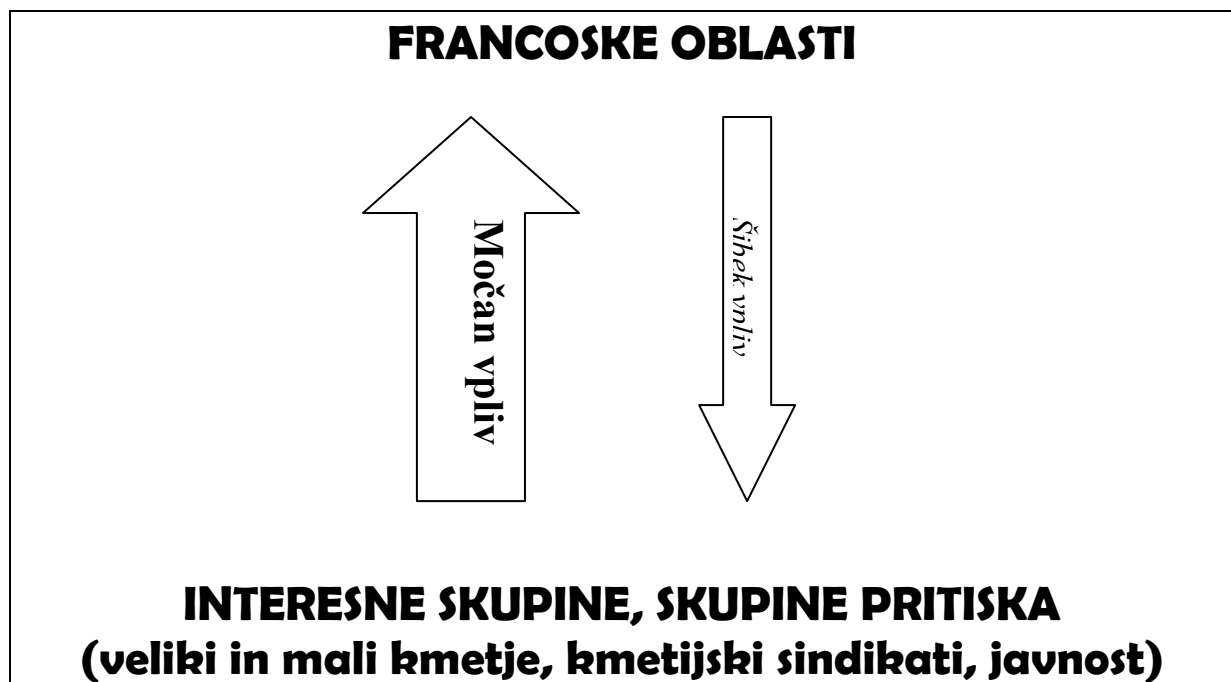 FRANCOSKE OBLASTI
Močan vpliv
Šibek vpliv
INTERESNE SKUPINE, SKUPINE PRITISKA
(veliki in mali kmetje, kmetijski sindikati, javnost)